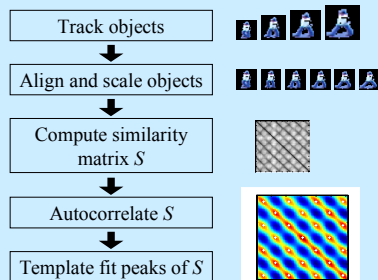 Track objects
Align and scale objects
Compute similarity
matrix S
Autocorrelate S
Template fit peaks of S